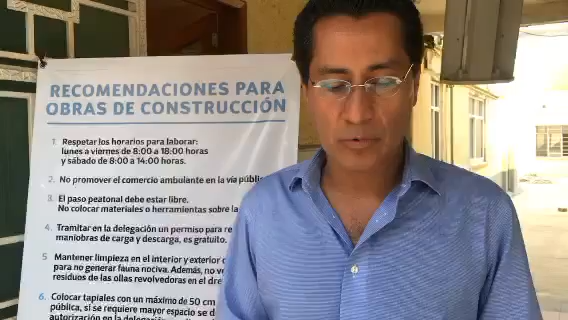 RECOMENDACIONES PARA
OBRAS DE CONSTRUCCIÓN
1. Respetar los horarios para laborar:
lunes a viernes de 8:00 a 18:00 horas
y sábado de 8:00 a 14:00 horas.
2. No promover el comercio ambulante en la vía públic
3. El paso peatonal debe estar libre.
No colocar materiales o herramientas sobre la
4. Tramitar en la delegación un permiso para re
maniobras de carga y descarga, es gratuito.
5 Mantener limpieza en el interior y exterior
para no generar fauna nociva. Además, no ve
residuos de las ollas revolvedoras en el dre
6. Colocar tapiales con un máximo de 50 cm
pública, si se requiere mayor espacio se d
autorización en la delegación